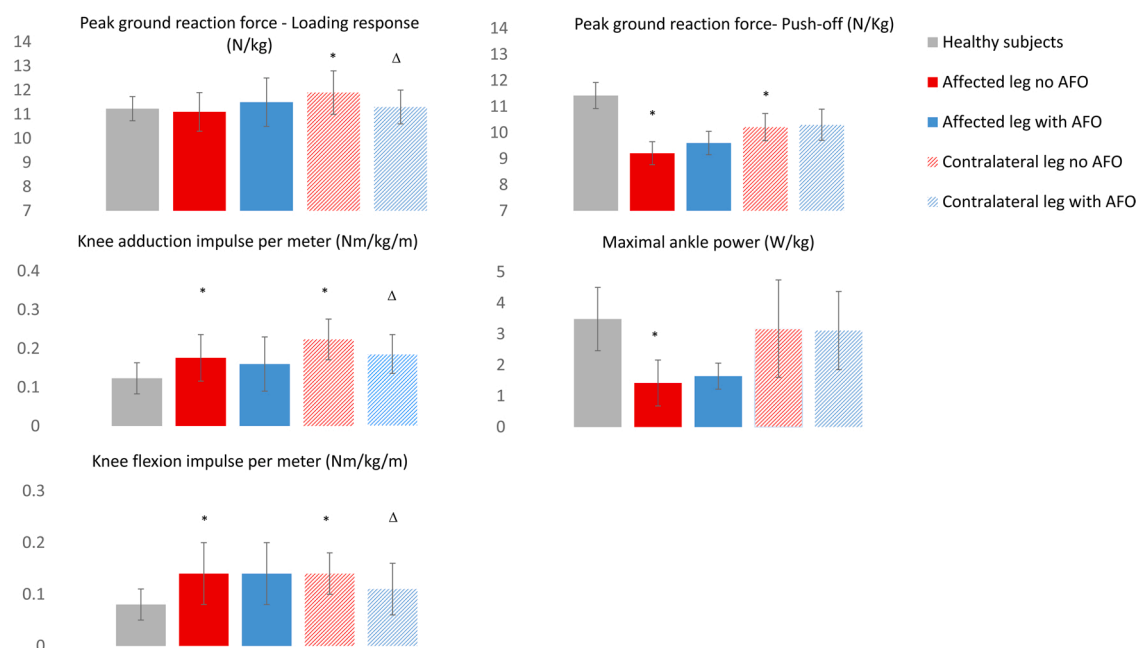 Peak ground reaction force - Loading response
(N/kg)
14
13
12
11
10
9
8
7
*
Δ
Peak ground reaction force- Push-off (N/Kg)
14
13
12
11
10
9
8
7
*
*
Healthy subjects
Affected leg no AFO
Affected leg with AFO
Contralateral leg no AFO
Contralateral leg with AFO
Knee adduction impulse per meter (Nm/kg/m)
0.4
0.3
0.2
0.1
0
*
*
Δ
Maximal ankle power (W/kg)
5
4
3
2
1
0
*
Knee flexion impulse per meter (Nm/kg/m)
0.3
0.2
0.1
0
*
*
Δ